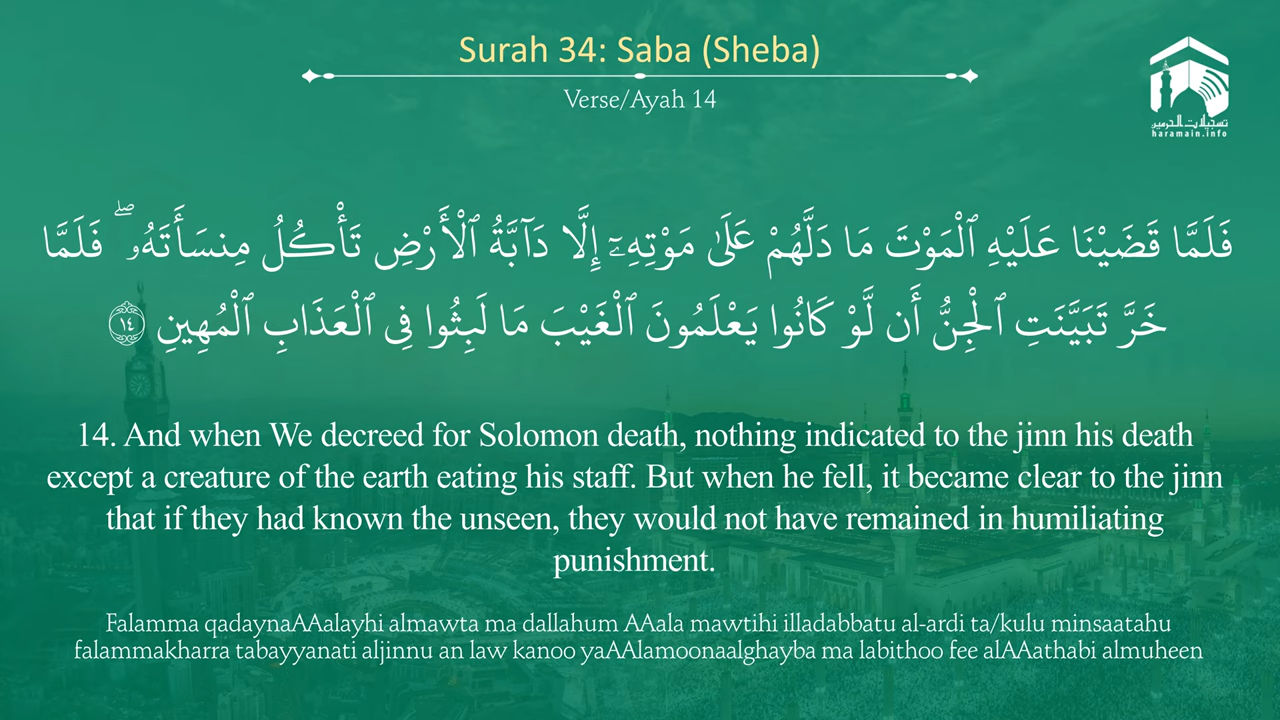 Surah 34: Saba (Sheba)
Verse/Ayah 14
تسجيلات الحرمين
haramain.info
فَلَمَّا قَضَيْنَا عَلَيْهِ ٱلْمَوْتَ مَا دَلَّهُمْ عَلَىٰ مَوْتِهِۦٓ إِلَّا دَآبَّةُ ٱلْأَرْضِ تَأْكُلُ مِنسَأَتَهُۥ ۖ فَلَمَّا
خَرَّ تَبَيَّنَتِ ٱلْجِنُّ أَن لَّوْ كَانُوا يَعْلَمُونَ ٱلْغَيْبَ مَا لَبِثُوا فِى ٱلْعَذَابِ ٱلْمُهِينِ ١٤
14. And when We decreed for Solomon death, nothing indicated to the jinn his death
except a creature of the earth eating his staff. But when he fell, it became clear to the jinn
that if they had known the unseen, they would not have remained in humiliating
punishment.
Falamma qadaynaAAalayhi almawta ma dallahum AAala mawtihi illadabbatu al-ardi ta/kulu minsaatahu
falammakharra tabayyanati aljinnu an law kanoo yaAAlamoonaalghayba ma labithoo fee alAAathabi almuheen